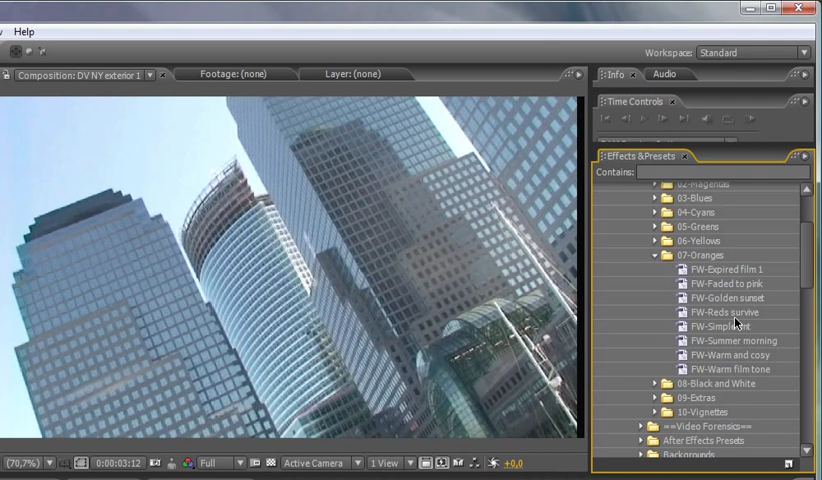 Help
Workspace: Standard
Composition: DV NY exterior 1
Footage: (none)
Layer: (none)
Info
Audio
Time Controls
Effects & Presets
Contains:
02-Magentas
03-Blues
04-Cyans
05-Greens
06-Yellows
07-Oranges
FW-Expired film 1
FW-Faded to pink
FW-Golden sunset
FW-Reds survive
FW-Summer morning
FW-Warm and cosy
FW-Warm film tone
08-Black and White
09-Extras
10-Vignettes
==Video Forensics==
After Effects Presets
Backgrounds
(70,7%)
0:00:03:12
Full
Active Camera
1 View
+0,0